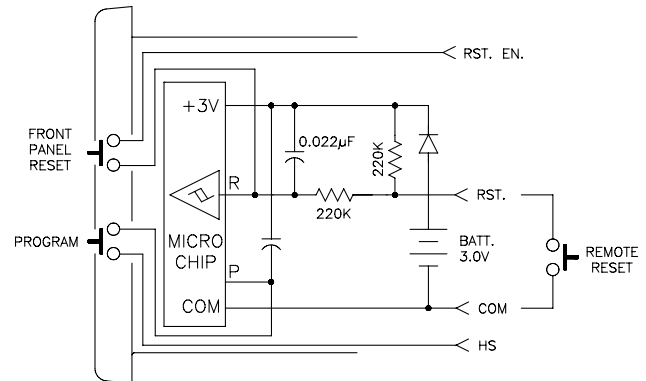 RST. EN.
+3V
FRONT
PANEL
RESET
0.022µF
220K
R
220K
RST.
PROGRAM
MICRO
CHIP
BATT.
3.0V
REMOTE
RESET
P
COM
COM
HS